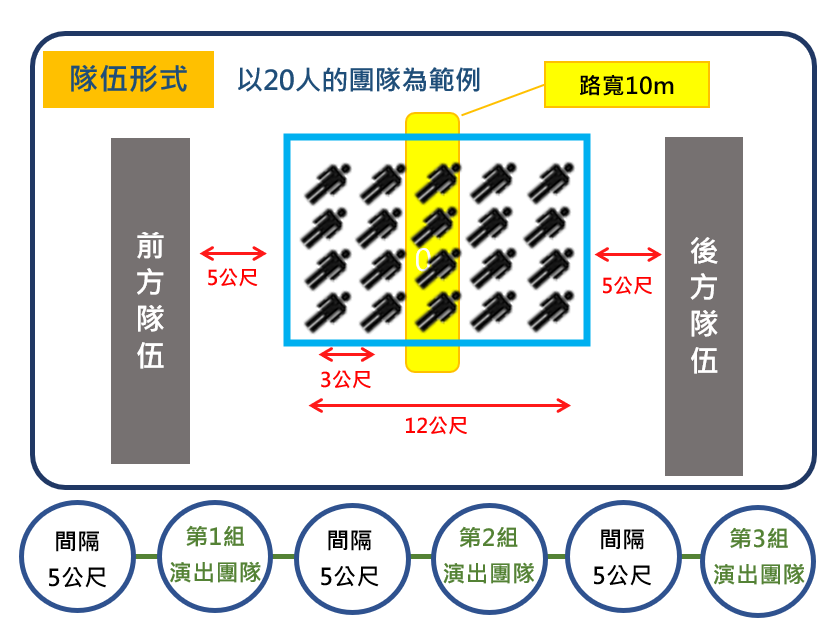 隊伍形式
以20人的團隊為範例
路寬10m
前方隊伍
0
後方隊伍
5公尺
5公尺
3公尺
12公尺
間隔
5公尺
第1組
演出團隊
間隔
5公尺
第2組
演出團隊
間隔
5公尺
第3組
演出團隊